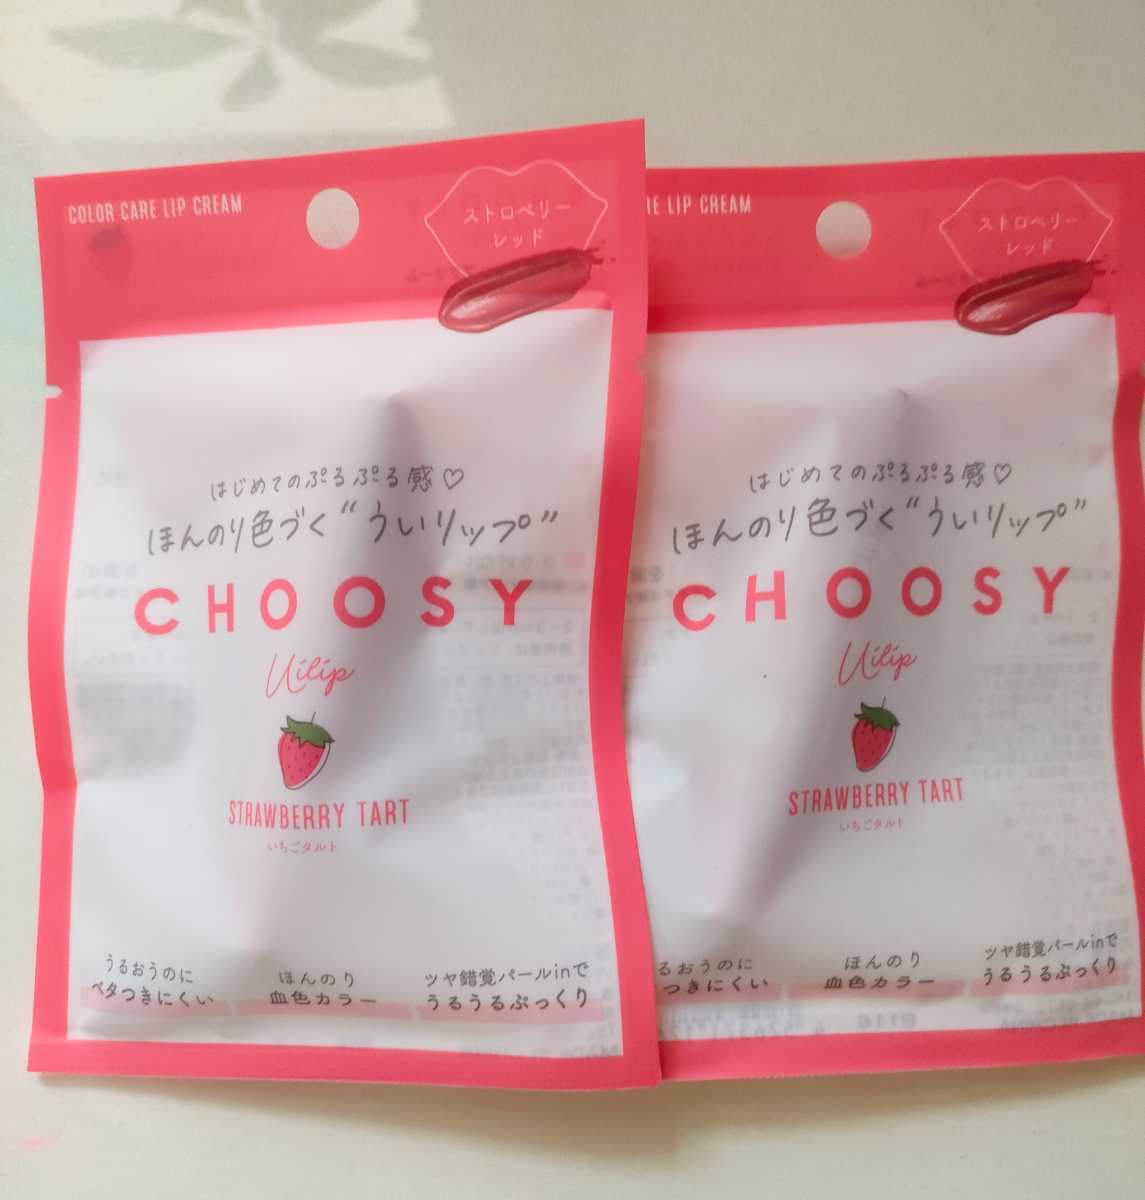 COLOR CARE LIP CREAM
ストロベリー
レッド
はじめてのぷるぷる感♡
ほんのり色づく“ういリップ”
CHOOSY
Uilip
STRAWBERRY TART
いちごタルト
うるおうのに
ベタつきにくい
ほんのり
血色カラー
ツヤ錯覚パールinで
うるうるぷっくり
LIP CREAM
ストロベリー
レッド
はじめてのぷるぷる感♡
ほんのり色づく“ういリップ”
CHOOSY
Uilip
STRAWBERRY TART
いちごタルト
るおうのに
つきにくい
ほんのり
血色カラー
ツヤ錯覚パールinで
うるうるぷっくり